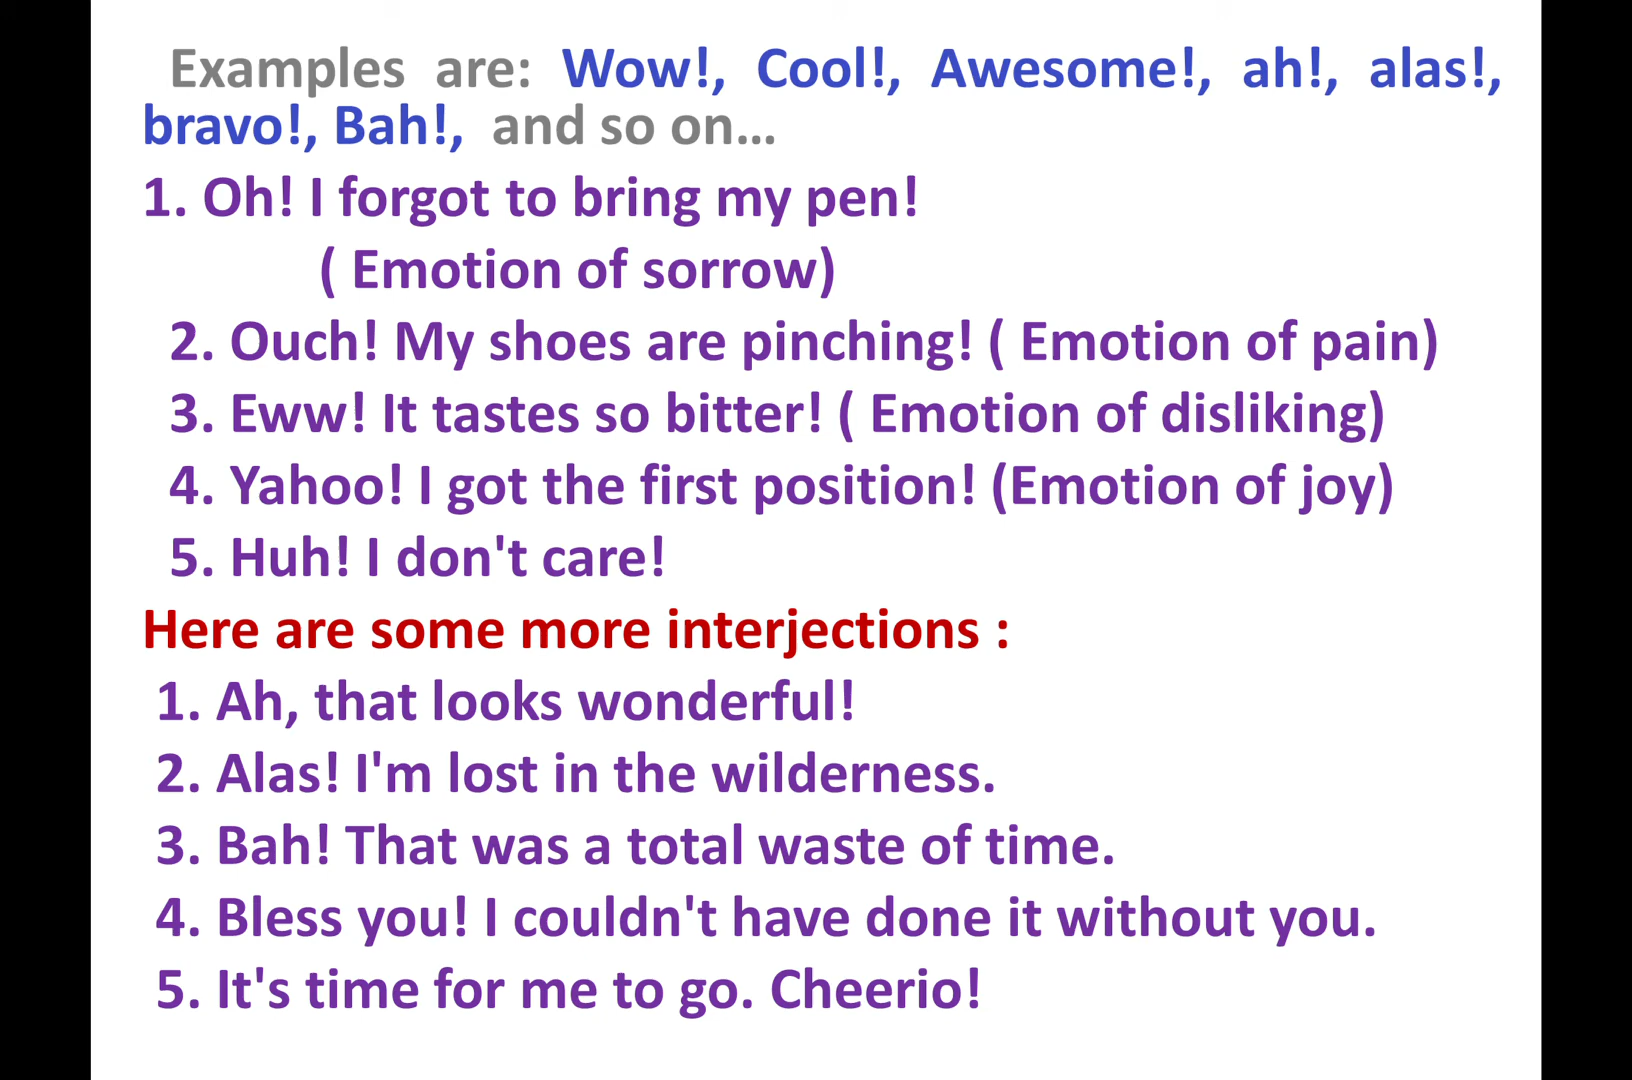 Examples are: Wow!, Cool!, Awesome!, ah!, alas!,
bravo!, Bah!, and so on…
1. Oh! I forgot to bring my pen!
( Emotion of sorrow)
2. Ouch! My shoes are pinching! ( Emotion of pain)
3. Eww! It tastes so bitter! ( Emotion of disliking)
4. Yahoo! I got the first position! (Emotion of joy)
5. Huh! I don't care!
Here are some more interjections :
1. Ah, that looks wonderful!
2. Alas! I'm lost in the wilderness.
3. Bah! That was a total waste of time.
4. Bless you! I couldn't have done it without you.
5. It's time for me to go. Cheerio!